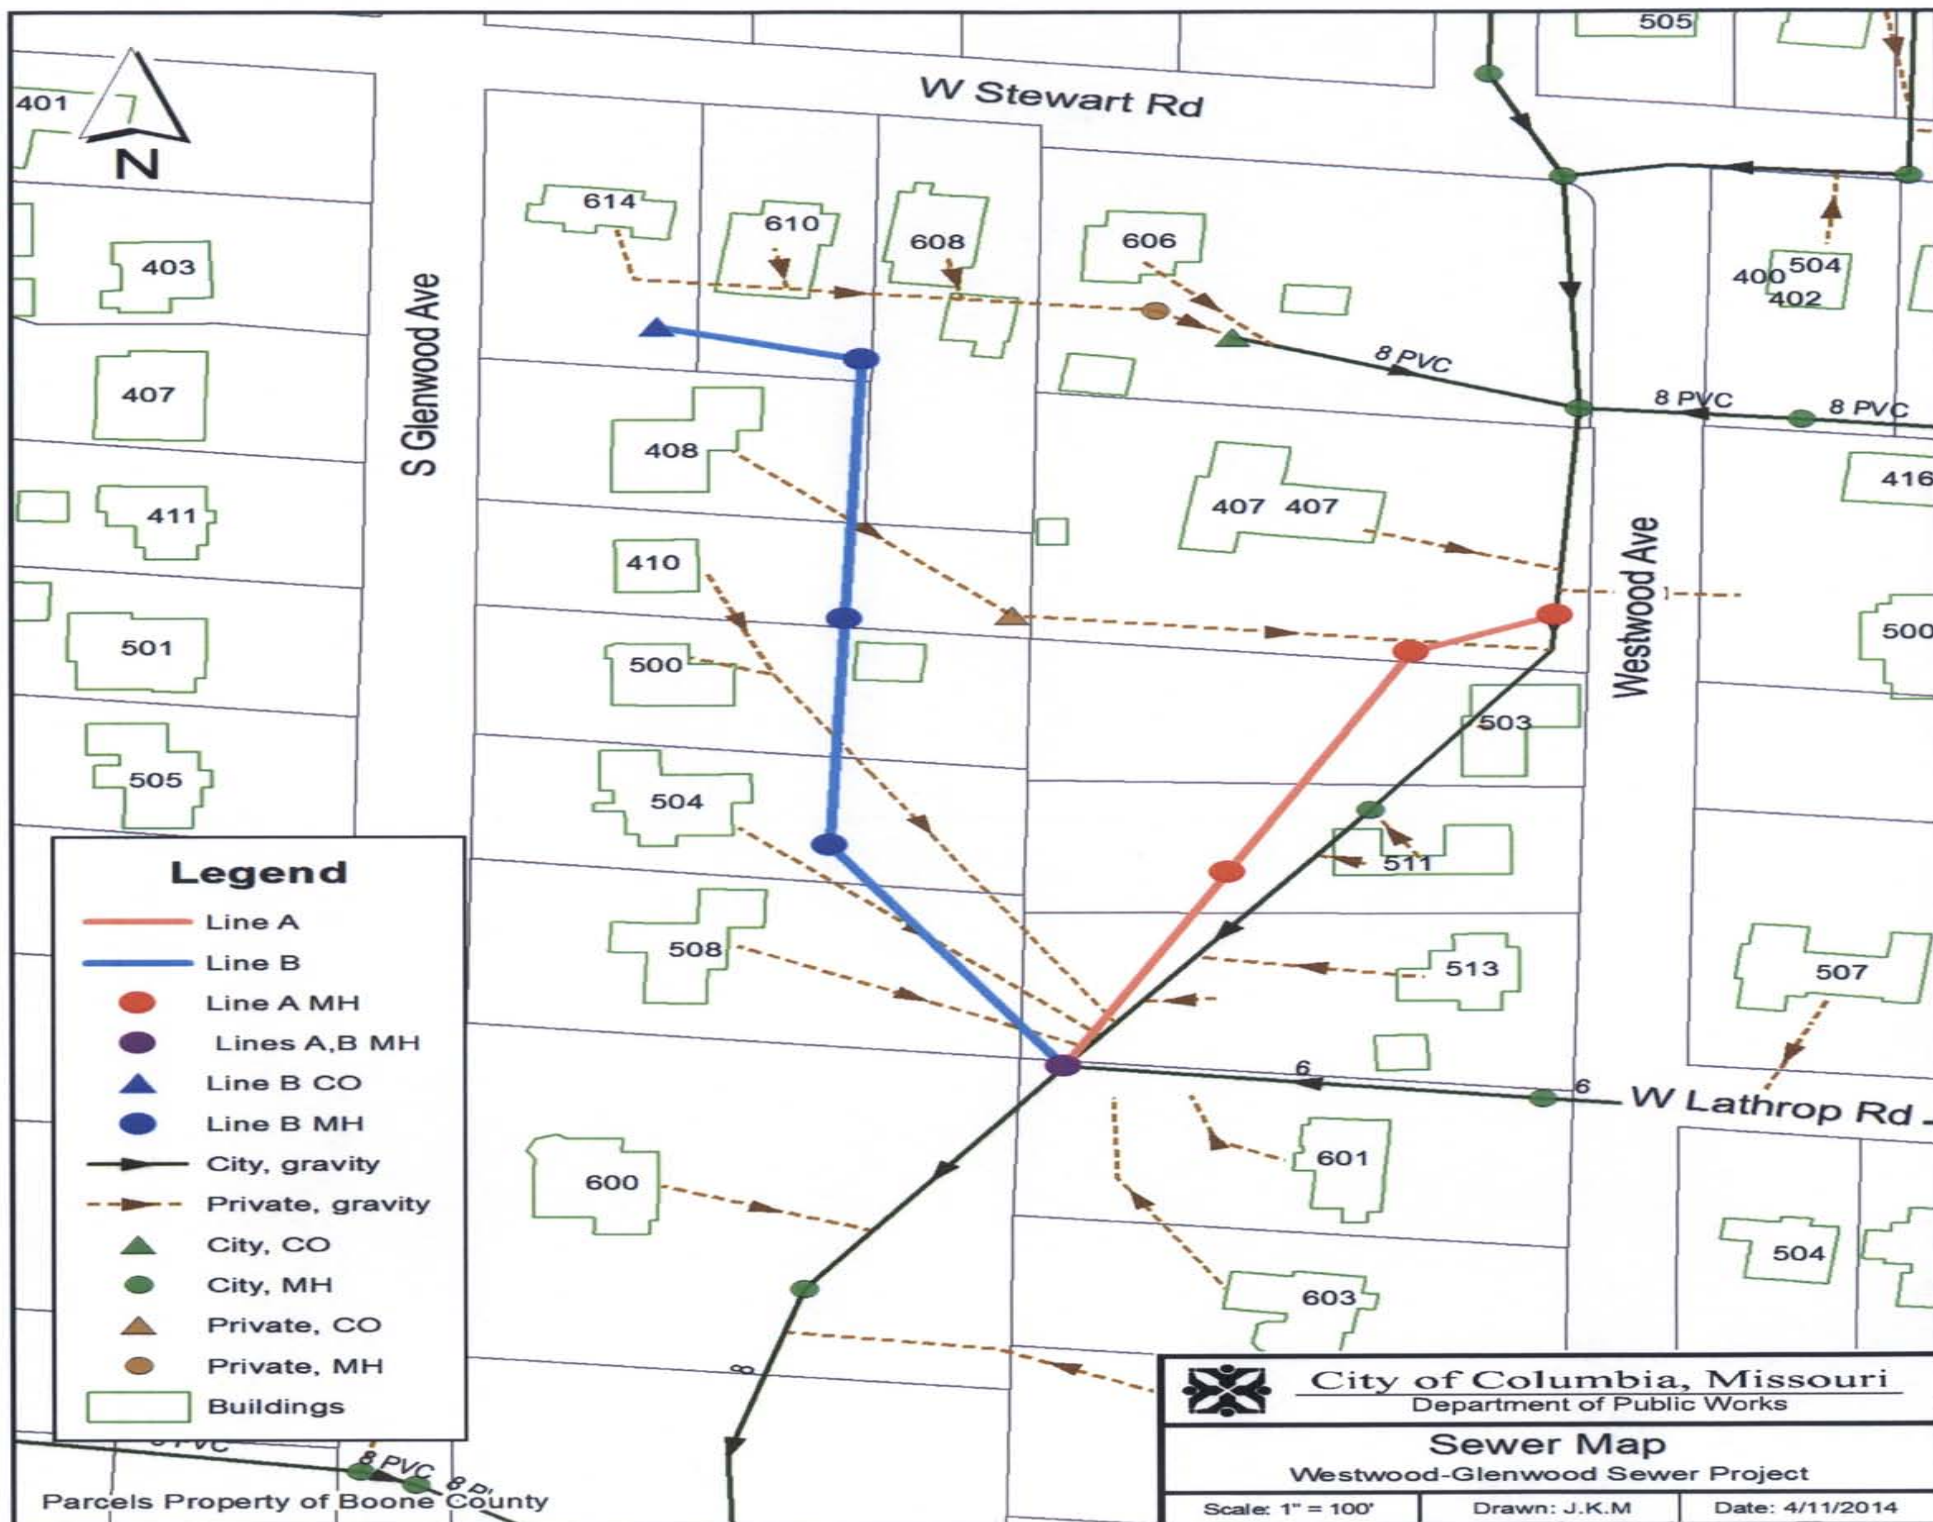 505
W Stewart Rd
401
N
614
610
608
606
403
504
400
402
S Glenwood Ave
8 PVC
407
8 PVC
8 PVC
408
416
407 407
411
410
Westwood Ave
501
500
500
503
505
504
511
508
513
507
6
6
W Lathrop Rd
600
601
603
504
8
Legend
Line A
Line B
Line A MH
Lines A,B MH
Line B CO
Line B MH
City, gravity
Private, gravity
City, CO
City, MH
Private, CO
Private, MH
Buildings
8 PVC
Parcels Property of Boone County
City of Columbia, Missouri
Department of Public Works
Sewer Map
Westwood-Glenwood Sewer Project
Scale: 1" = 100'
Drawn: J.K.M
Date: 4/11/2014